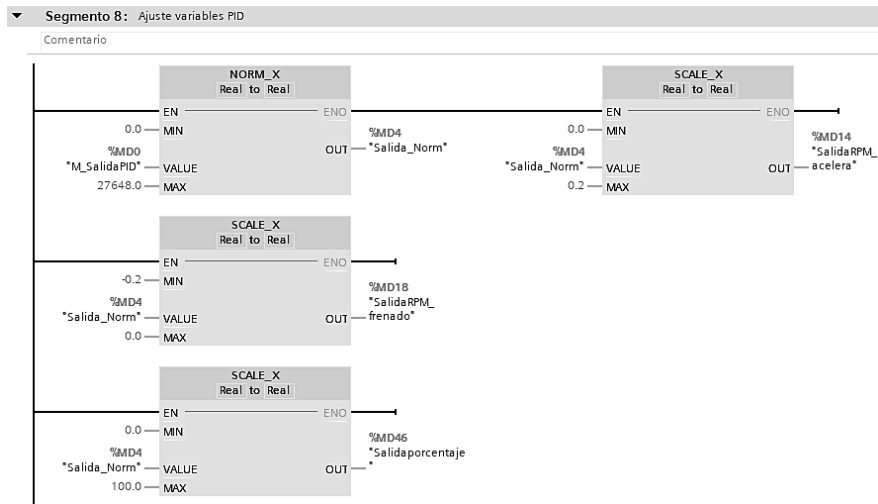 Segmento 8: Ajuste variables PID
Comentario
NORM_X
Real to Real
EN
ENO
0.0
MIN
%MD0
"M_SalidaPID"
VALUE
27648.0
MAX
OUT
%MD4
"Salida_Norm"
SCALE_X
Real to Real
EN
ENO
0.0
MIN
%MD4
"Salida_Norm"
VALUE
0.2
MAX
OUT
%MD14
"SalidaRPM_
acelera"
SCALE_X
Real to Real
EN
ENO
-0.2
MIN
%MD4
"Salida_Norm"
VALUE
0.0
MAX
OUT
%MD18
"SalidaRPM_
frenado"
SCALE_X
Real to Real
EN
ENO
0.0
MIN
%MD4
"Salida_Norm"
VALUE
100.0
MAX
OUT
%MD46
"Salidaporcentaje
"